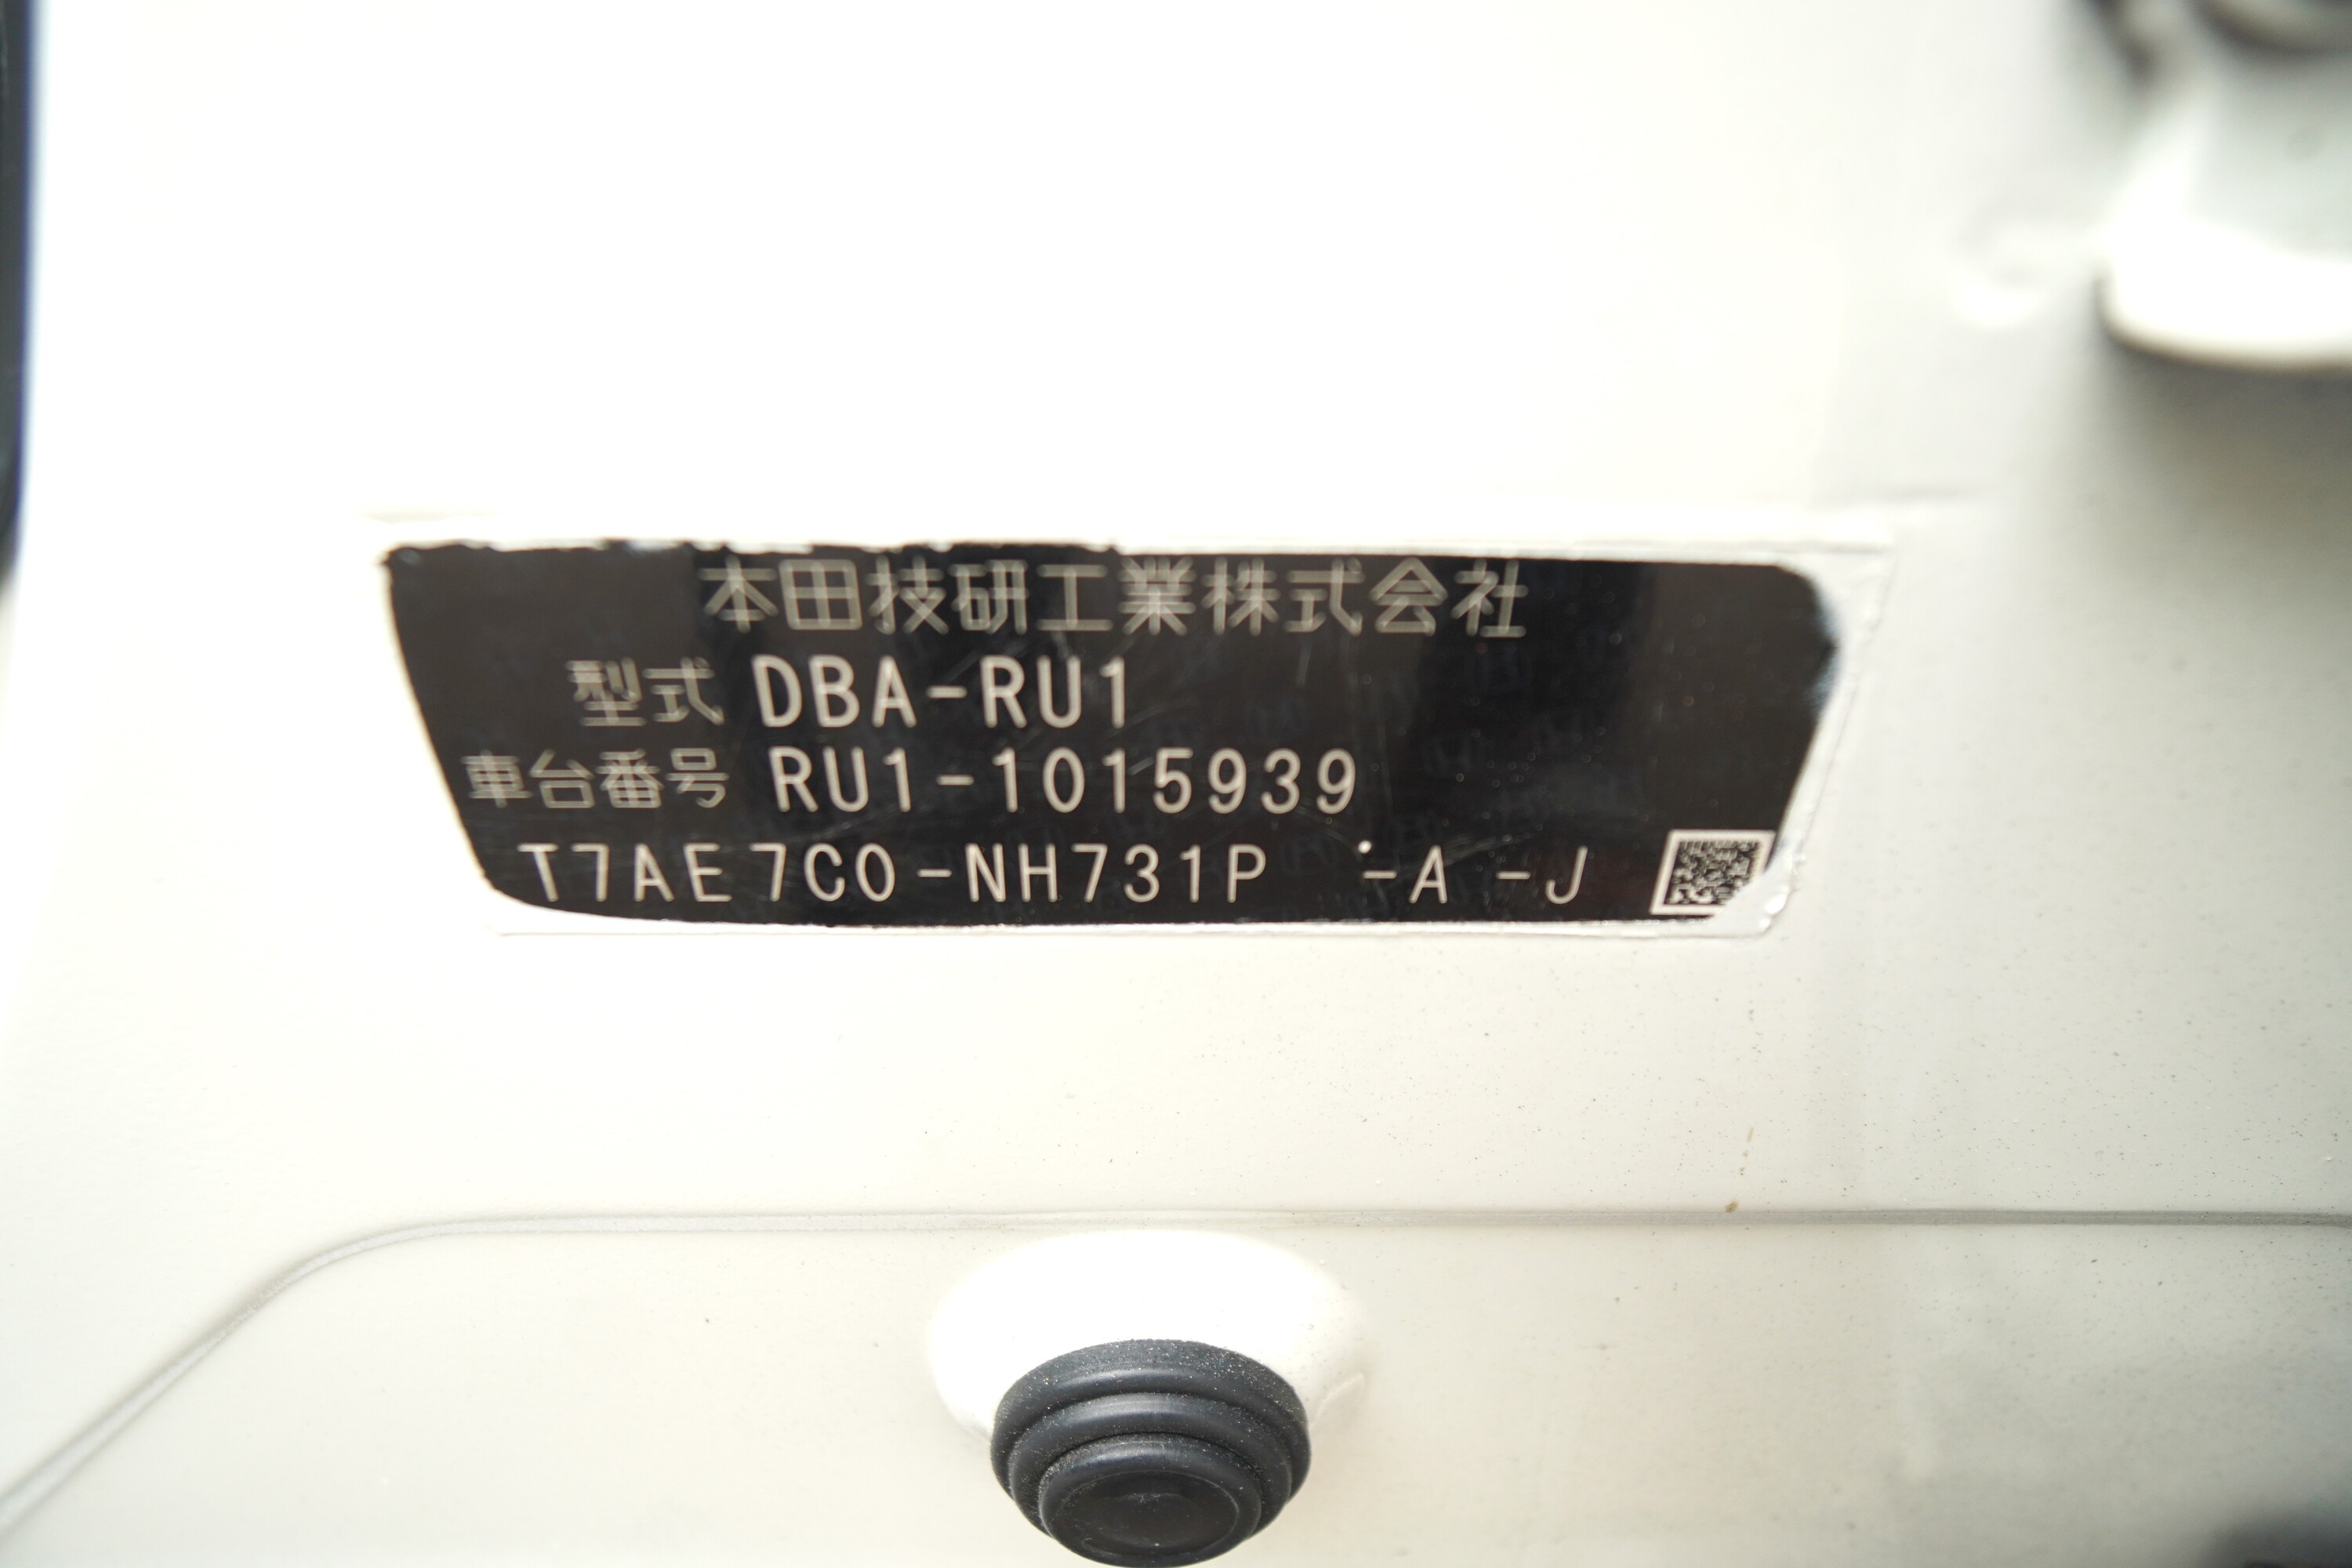 本田技研工業株式会社
型式 DBA-RU1
車台番号 RU1-1015939
T7AE7C0-NH731P -A -J